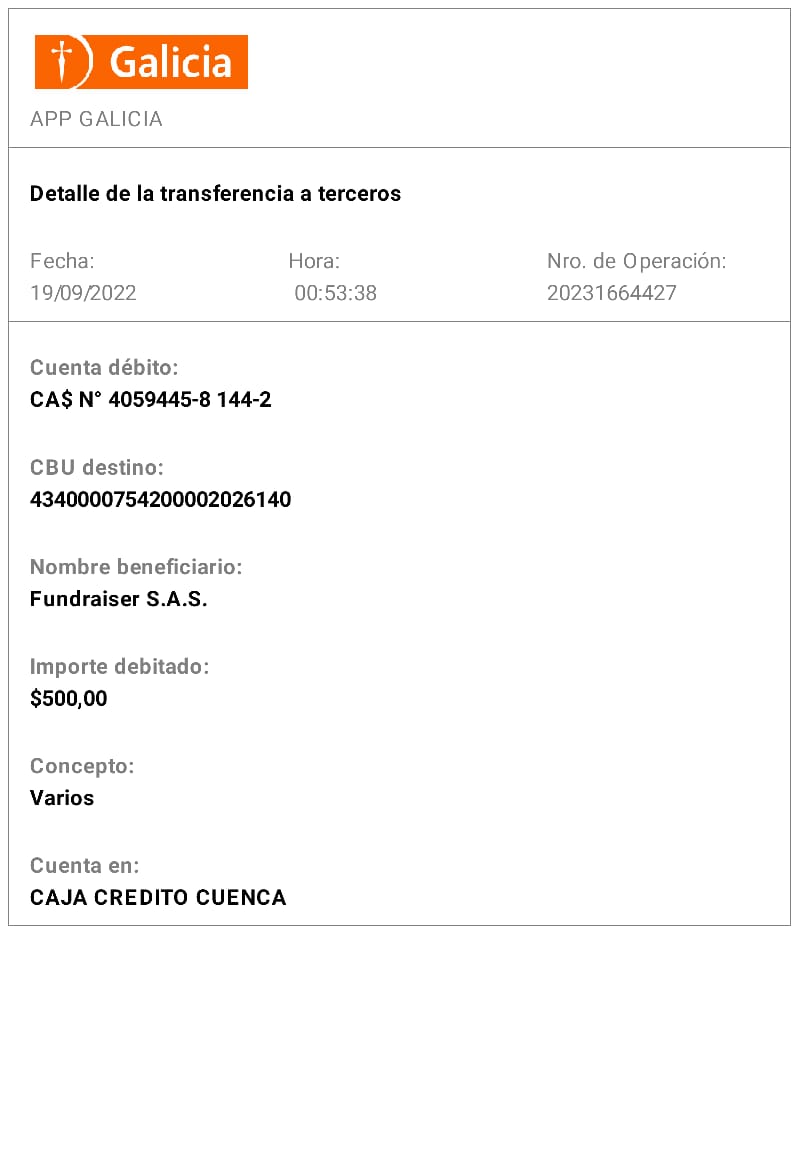 Galicia
APP GALICIA
Detalle de la transferencia a terceros
Fecha: Hora: Nro. de Operación:
19/09/2022 00:53:38 20231664427
Cuenta débito:
CA$ N° 4059445-8 144-2
CBU destino:
4340000754200002026140
Nombre beneficiario:
Fundraiser S.A.S.
Importe debitado:
$500,00
Concepto:
Varios
Cuenta en:
CAJA CREDITO CUENCA